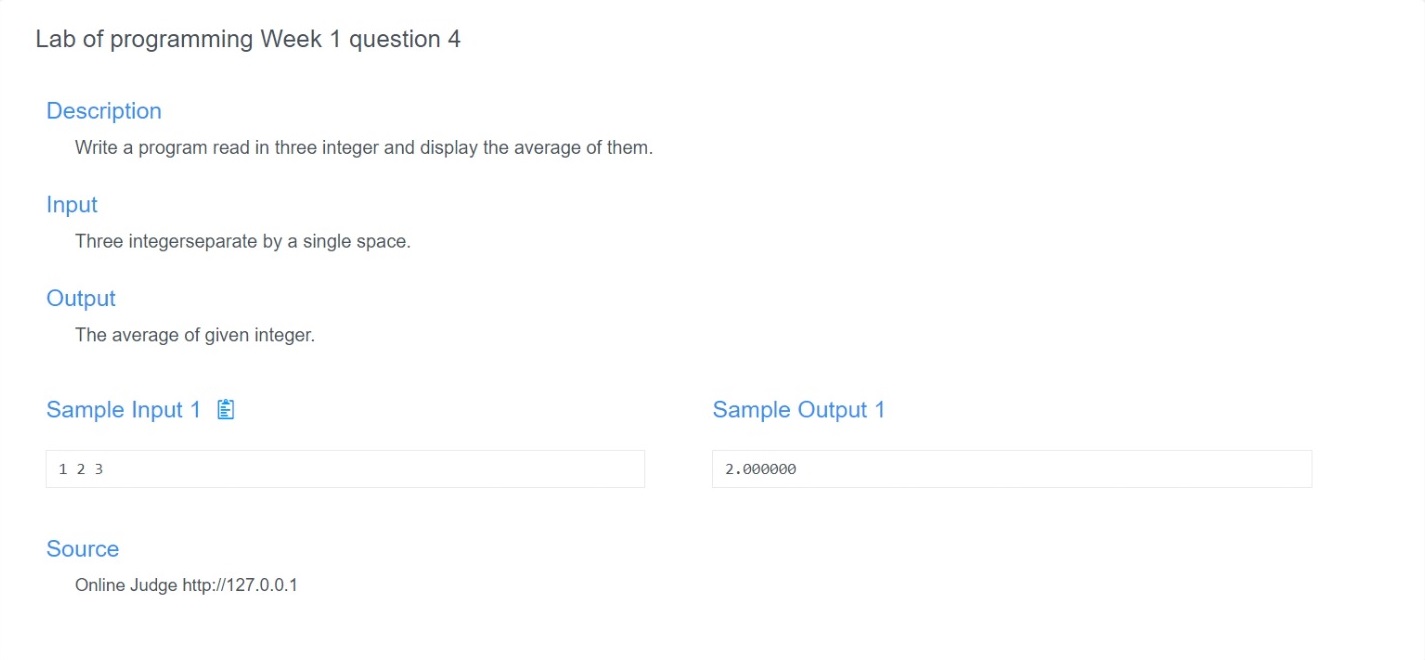 Lab of programming Week 1 question 4
Description
Write a program read in three integer and display the average of them.
Input
Three integerseparate by a single space.
Output
The average of given integer.
Sample Input 1
Sample Output 1
1 2 3
2.000000
Source
Online Judge http://127.0.0.1